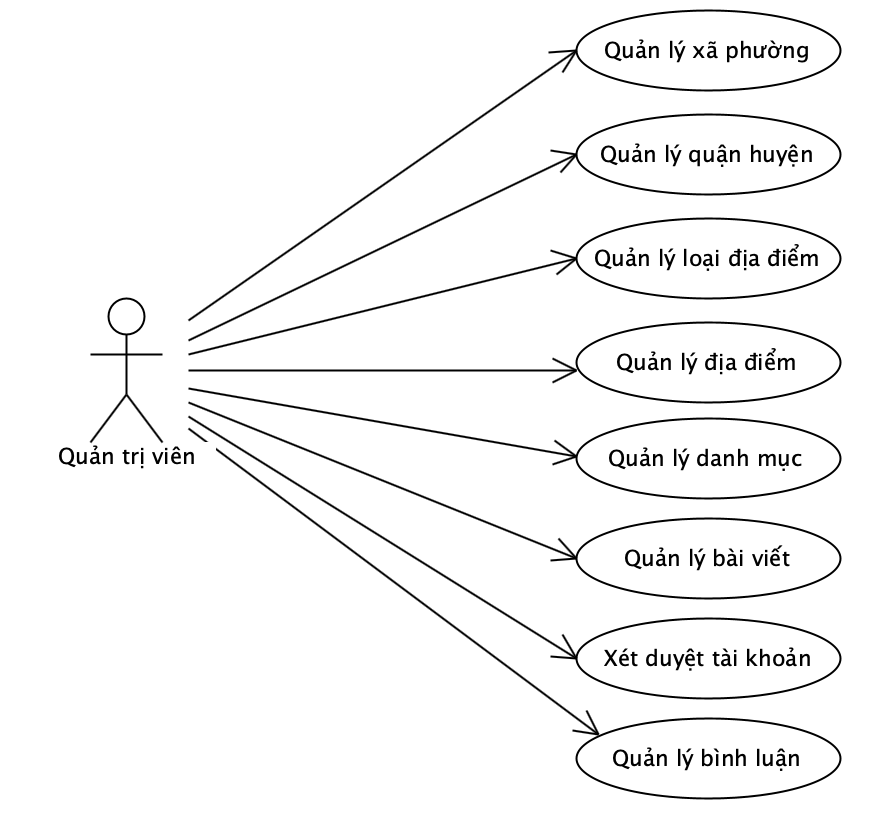 Quản lý xã phường
Quản lý quận huyện
Quản lý loại địa điểm
Quản lý địa điểm
Quản trị viên
Quản lý danh mục
Quản lý bài viết
Xét duyệt tài khoản
Quản lý bình luận